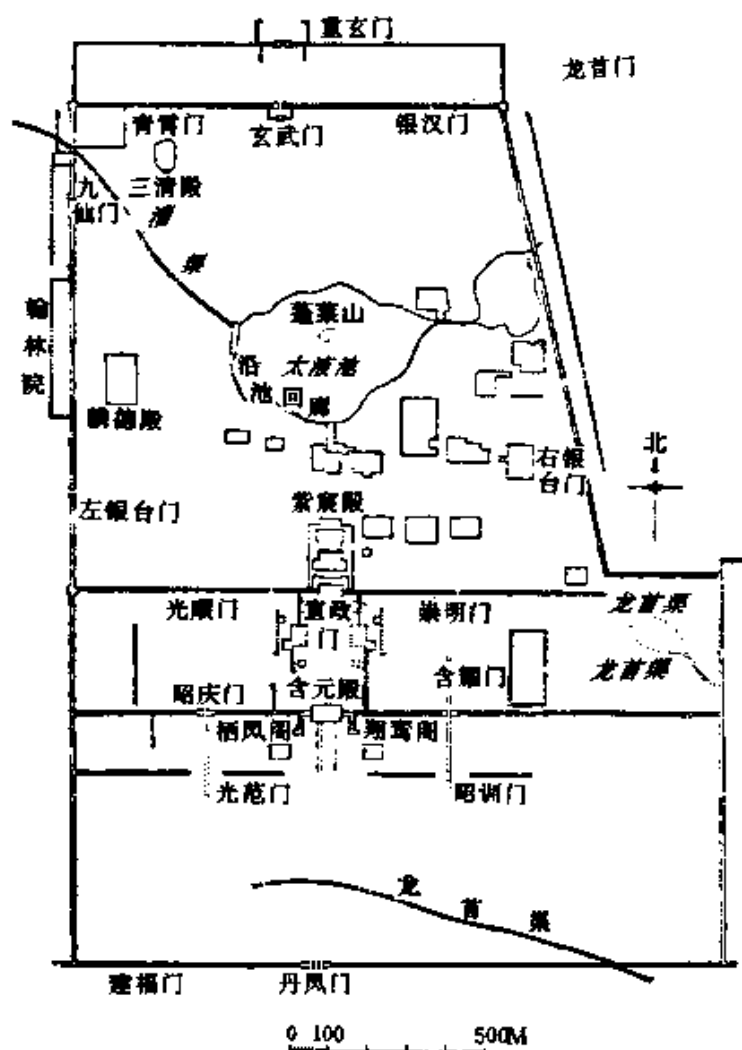 重玄门
龙首门
青霄门
玄武门
银汉门
三清殿
九仙门
漕渠
蓬莱山
太液池
沿池回廊
翰林院
麟德殿
右银台门
北
紫宸殿
左银台门
光顺门
宣政门
崇明门
龙首渠
龙首渠
昭庆门
含元殿
含耀门
栖凤阁
翔鸾阁
光范门
昭训门
龙首渠
建福门
丹凤门
0 100 500M